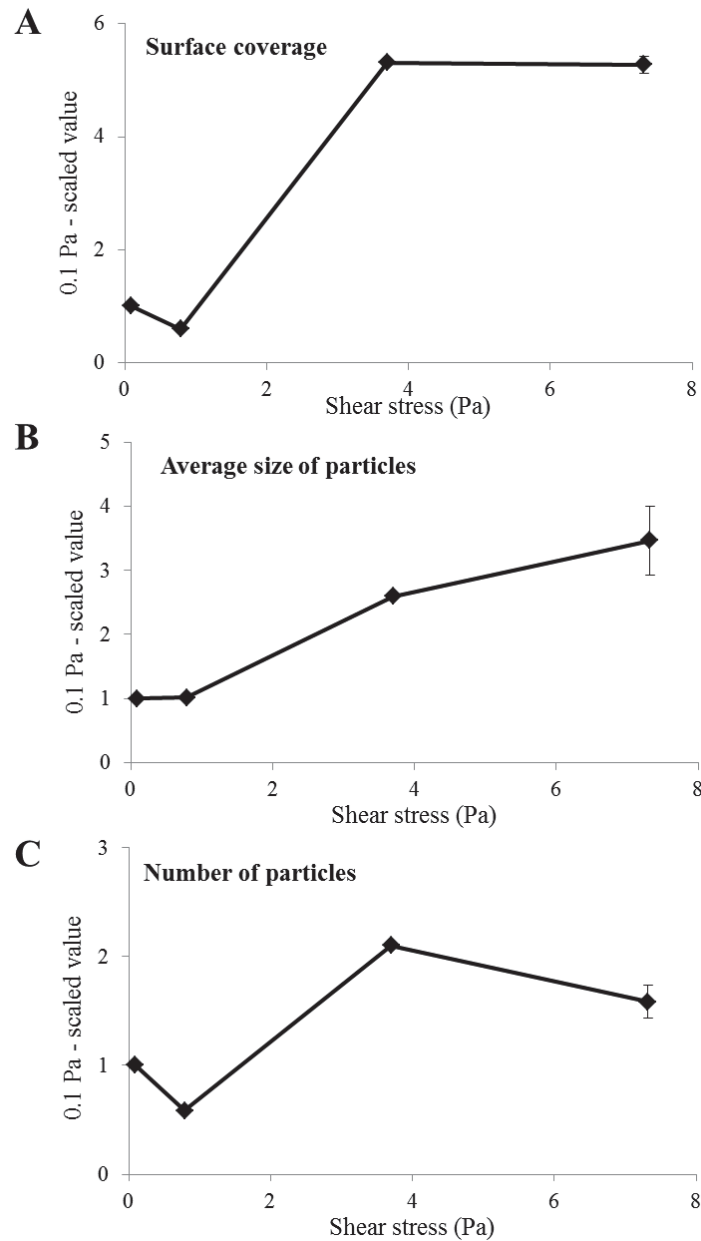 A
Surface coverage
0.1 Pa - scaled value
6
4
2
0
0 2 4 6 8
Shear stress (Pa)
B
Average size of particles
0.1 Pa - scaled value
5
4
3
2
1
0
0 2 4 6 8
Shear stress (Pa)
C
Number of particles
0.1 Pa - scaled value
3
2
1
0
0 2 4 6 8
Shear stress (Pa)